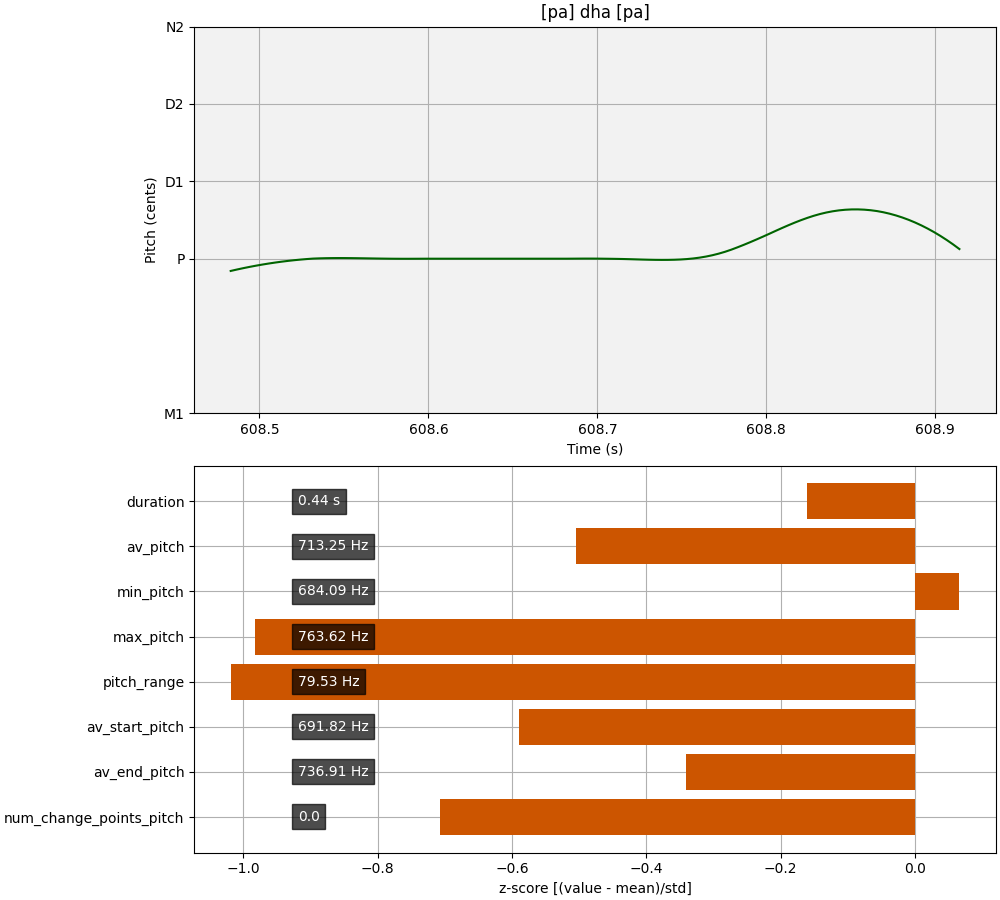 [pa] dha [pa]
N2
D2
D1
P
M1
Pitch (cents)
608.5 608.6 608.7 608.8 608.9
Time (s)
duration 0.44 s
av_pitch 713.25 Hz
min_pitch 684.09 Hz
max_pitch 763.62 Hz
pitch_range 79.53 Hz
av_start_pitch 691.82 Hz
av_end_pitch 736.91 Hz
num_change_points_pitch 0.0
−1.0 −0.8 −0.6 −0.4 −0.2 0.0
z-score [(value - mean)/std]